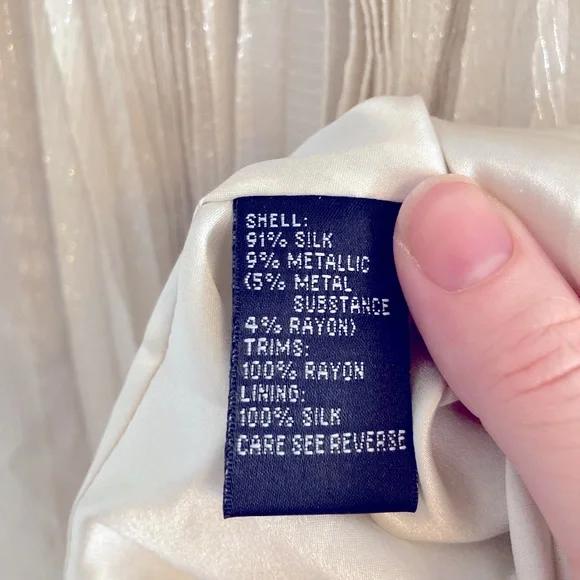 SHELL:
91% SILK
9% METALLIC
(5% METAL
SUBSTANCE
4% RAYON)
TRIMS:
100% RAYON
LINING:
100% SILK
CARE SEE REVERSE